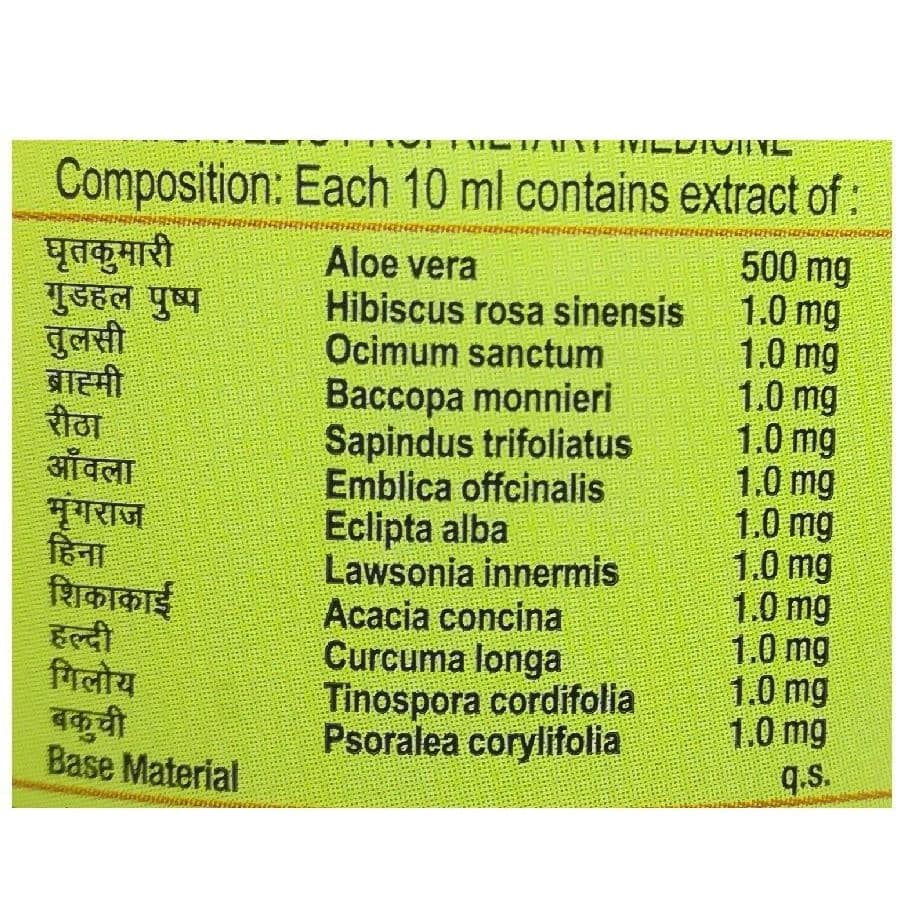 PROPRIETARY MEDICINE
Composition: Each 10 ml contains extract of :
घृतकुमारी Aloe vera 500 mg
गुडहल पुष्प Hibiscus rosa sinensis 1.0 mg
तुलसी Ocimum sanctum 1.0 mg
ब्राह्मी Baccopa monnieri 1.0 mg
रीठा Sapindus trifoliatus 1.0 mg
आँवला Emblica offcinalis 1.0 mg
भृंगराज Eclipta alba 1.0 mg
हिना Lawsonia innermis 1.0 mg
शिकाकाई Acacia concina 1.0 mg
हल्दी Curcuma longa 1.0 mg
गिलोय Tinospora cordifolia 1.0 mg
बकुची Psoralea corylifolia 1.0 mg
Base Material q.s.